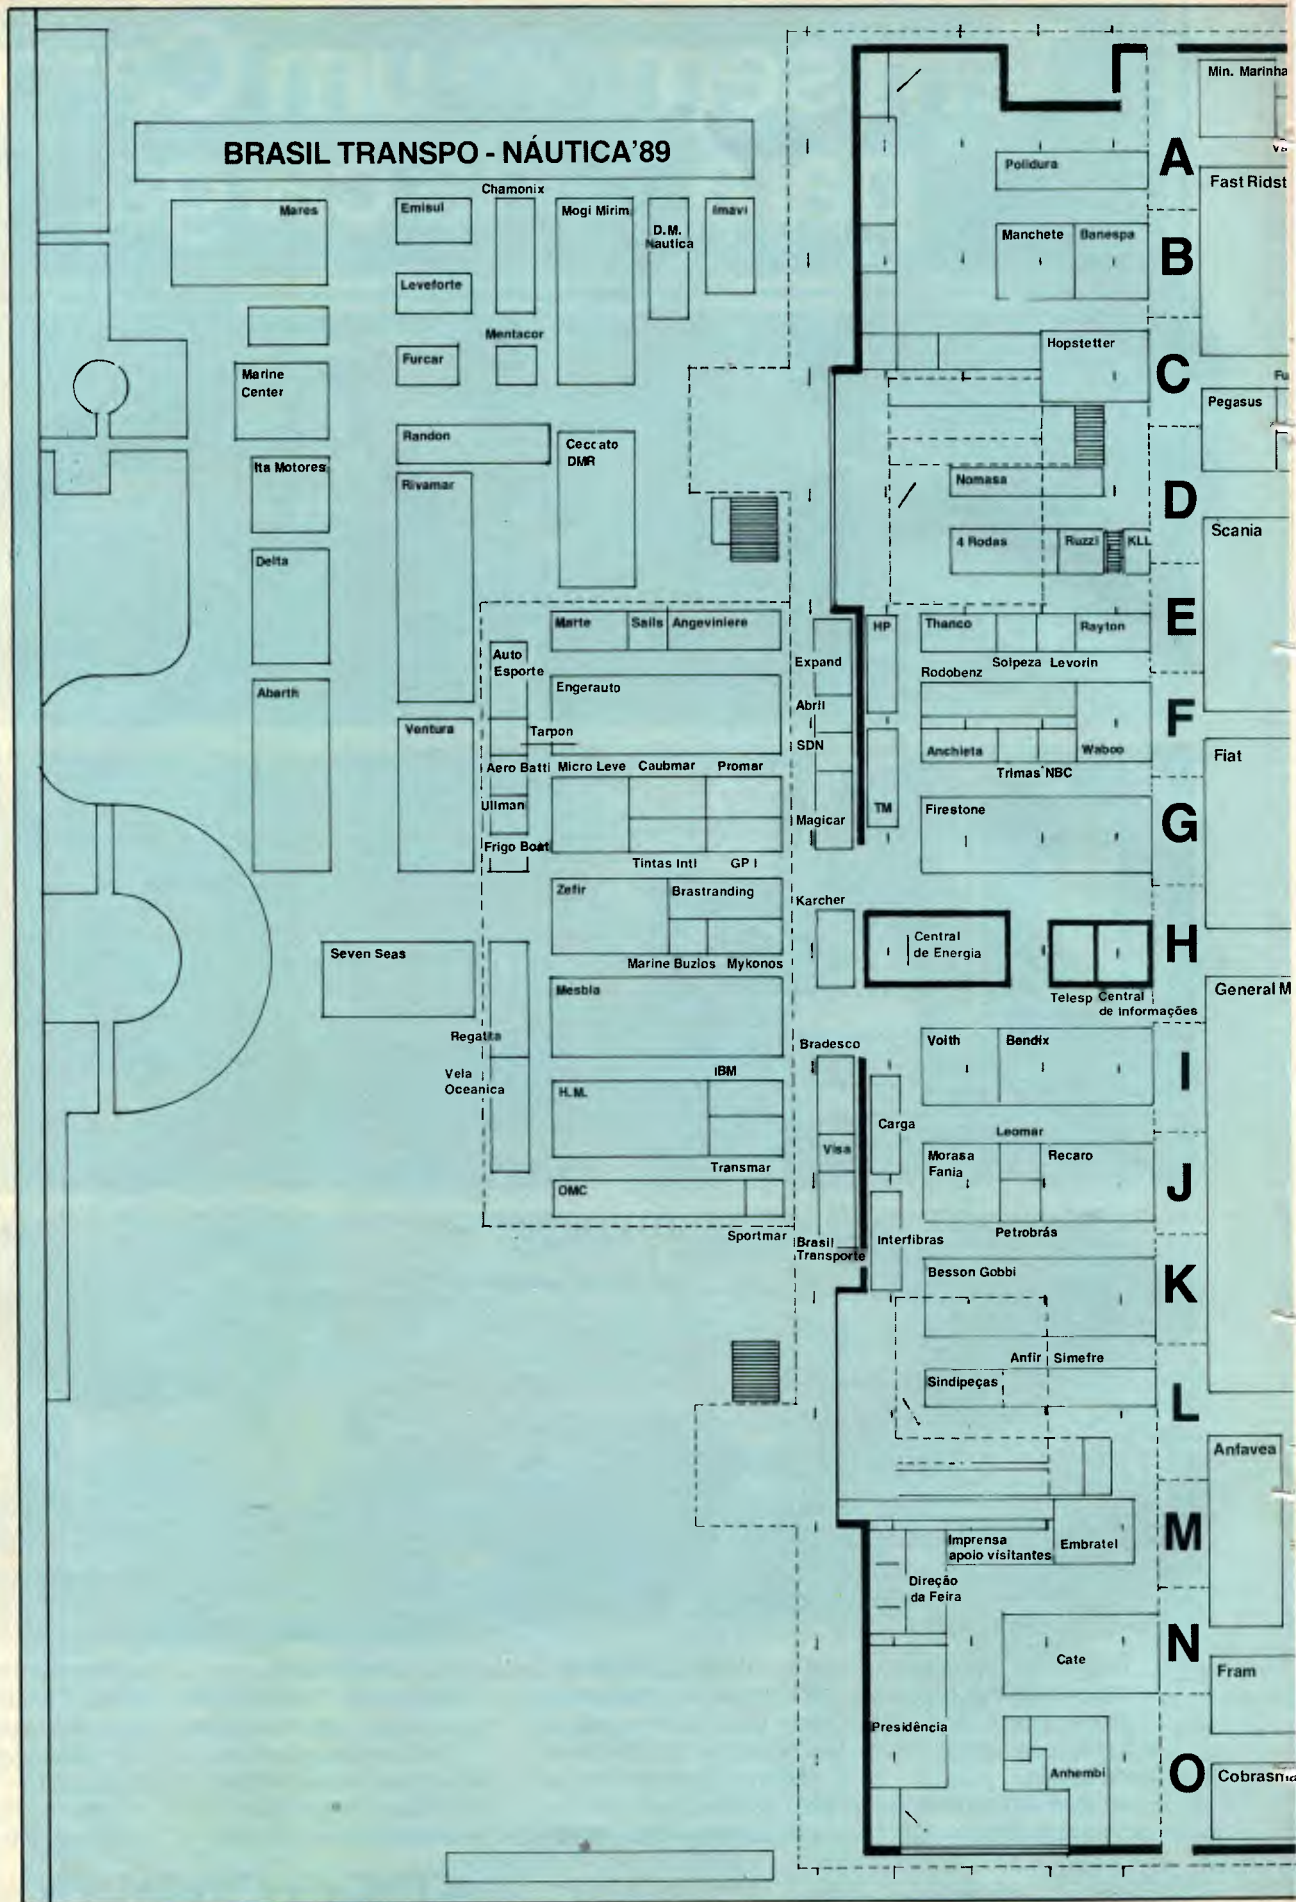 BRASIL TRANSPO - NÁUTICA'89
Mares
Emisul
Chamonix
Mogi Mirim
D.M.
Nautica
Imavi
Leveforte
Mentacor
Furcar
Marine
Center
Randon
Ceccato
DMR
Ita Motores
Rivamar
Delta
Abarth
Ventura
Seven Seas
Marte
Sails
Angeviniere
Auto
Esporte
Engerauto
Tarpon
Aero Batti
Micro Leve
Caubmar
Promar
Ullman
Frigo Boat
Tintas Intl
GP I
Zefir
Brastranding
Marine Buzios
Mykonos
Mesbla
Regatta
Vela
Oceanica
IBM
H.M.
Transmar
OMC
Sportmar
Expand
Abril
SDN
Magicar
Karcher
Bradesco
Visa
Brasil
Transporte
HP
TM
Carga
Interfibras
Polidura
Manchete
Banespa
Hopstetter
Nomasa
4 Rodas
Ruzzi
KLL
Thanco
Rayton
Solpeza
Levorin
Rodobenz
Anchieta
Waboo
Trimas
NBC
Firestone
Central
de Energia
Telesp
Central
de Informações
Voith
Bendix
Leomar
Morasa
Fania
Recaro
Petrobrás
Besson Gobbi
Anfir
Simefre
Sindipeças
Imprensa
apoio visitantes
Embratel
Direção
da Feira
Cate
Presidência
Anhembi
A
B
C
D
E
F
G
H
I
J
K
L
M
N
O
Min. Marinha
Fast Ridst
Pegasus
Scania
Fiat
General M
Anfavea
Fram